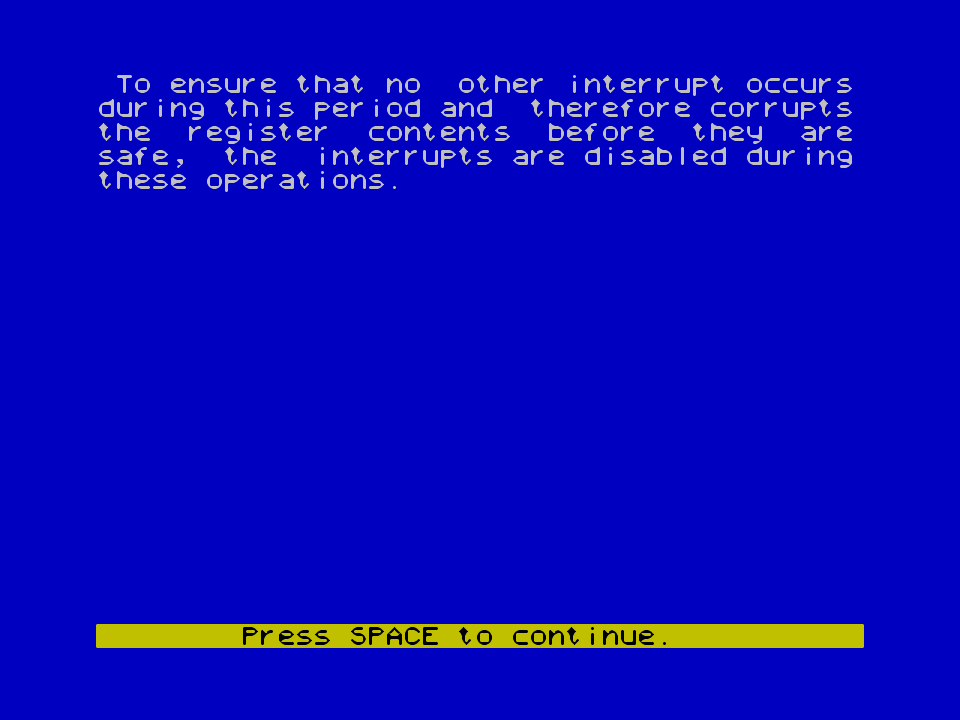 To ensure that no other interrupt occurs
during this period and therefore corrupts
the register contents before they are
safe, the interrupts are disabled during
these operations.
Press SPACE to continue.